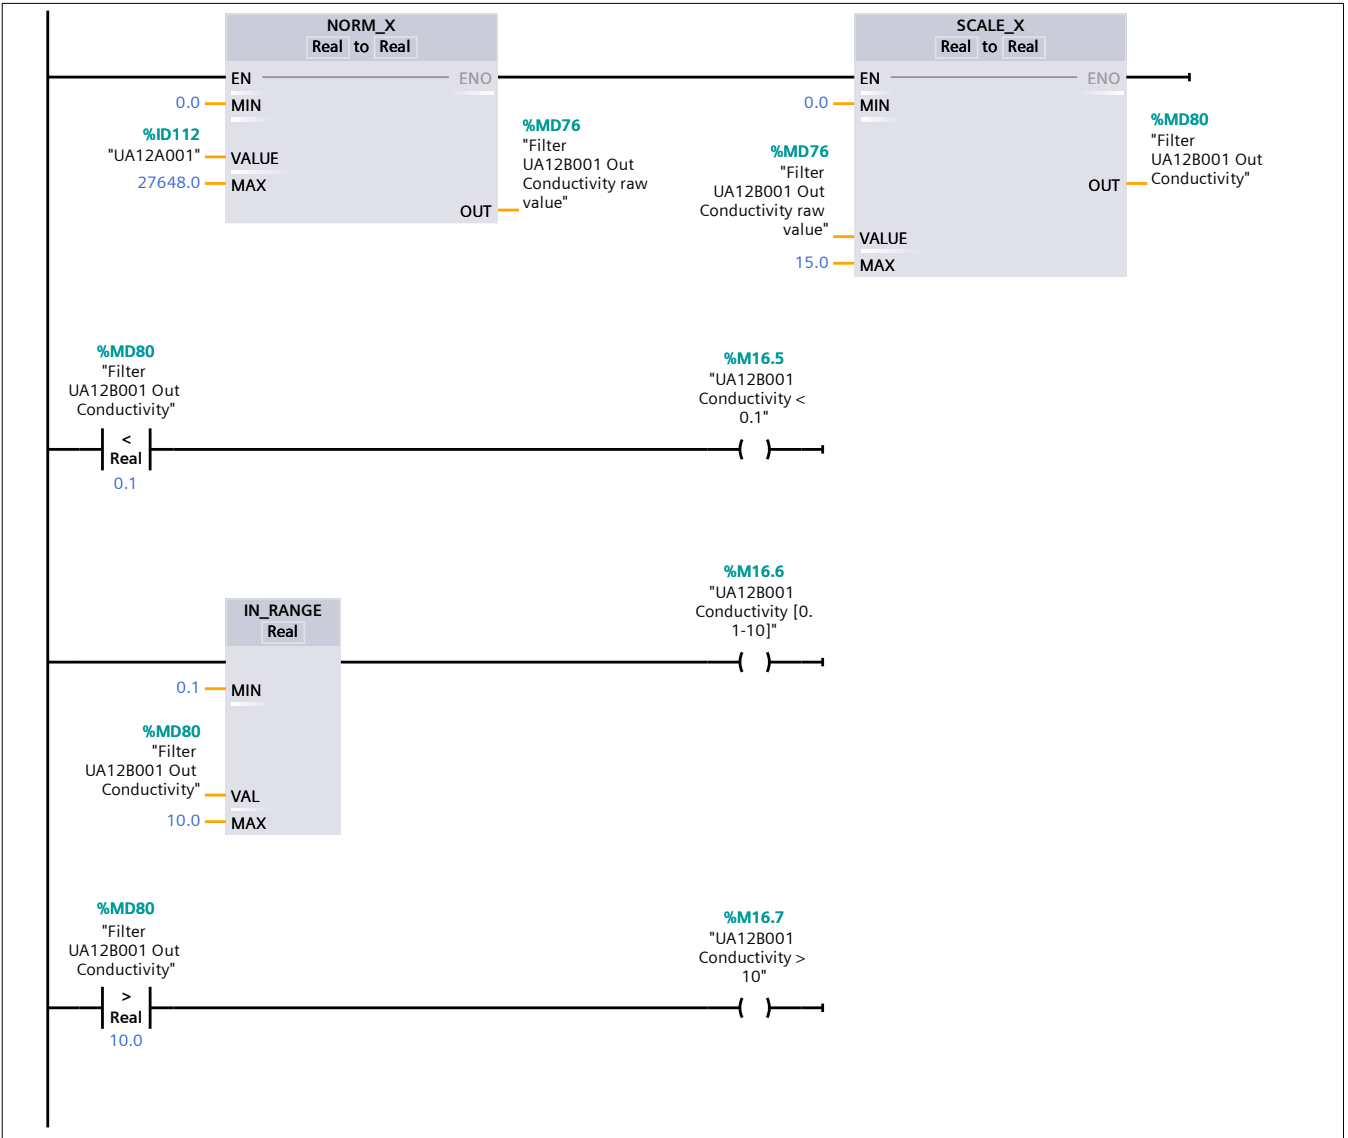 NORM_X
Real to Real
EN
ENO
0.0
MIN
%ID112
"UA12A001"
VALUE
27648.0
MAX
%MD76
"Filter
UA12B001 Out
Conductivity raw
value"
OUT
SCALE_X
Real to Real
EN
ENO
0.0
MIN
%MD76
"Filter
UA12B001 Out
Conductivity raw
value"
VALUE
15.0
MAX
%MD80
"Filter
UA12B001 Out
Conductivity"
OUT
%MD80
"Filter
UA12B001 Out
Conductivity"
<
Real
0.1
%M16.5
"UA12B001
Conductivity <
0.1"
IN_RANGE
Real
0.1
MIN
%MD80
"Filter
UA12B001 Out
Conductivity"
VAL
10.0
MAX
%M16.6
"UA12B001
Conductivity [0.
1-10]"
%MD80
"Filter
UA12B001 Out
Conductivity"
>
Real
10.0
%M16.7
"UA12B001
Conductivity >
10"